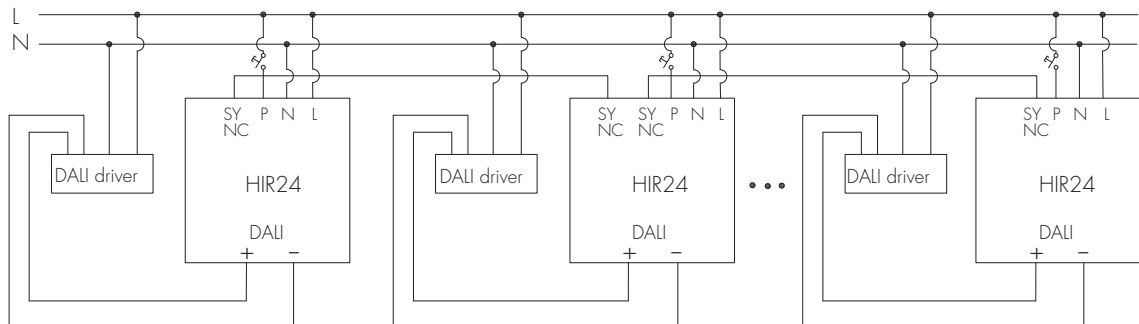 L
N
SY NC P N L
SY NC SY NC P N L
SY NC P N L
DALI driver
HIR24
DALI driver
HIR24
DALI driver
HIR24
DALI
+ −
DALI
+ −
DALI
+ −